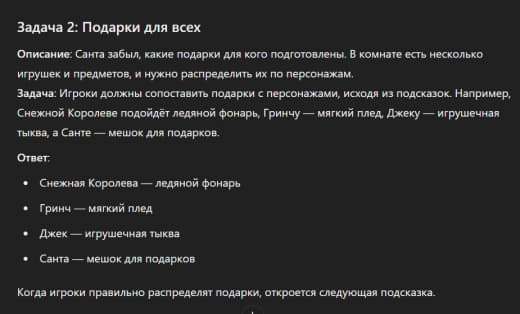 Задача 2: Подарки для всех
Описание: Санта забыл, какие подарки для кого подготовлены. В комнате есть несколько
игрушек и предметов, и нужно распределить их по персонажам.
Задача: Игроки должны сопоставить подарки с персонажами, исходя из подсказок. Например,
Снежной Королеве подойдёт ледяной фонарь, Гринчу — мягкий плед, Джеку — игрушечная
тыква, а Санте — мешок для подарков.
Ответ:
• Снежная Королева — ледяной фонарь
• Гринч — мягкий плед
• Джек — игрушечная тыква
• Санта — мешок для подарков
Когда игроки правильно распределят подарки, откроется следующая подсказка.